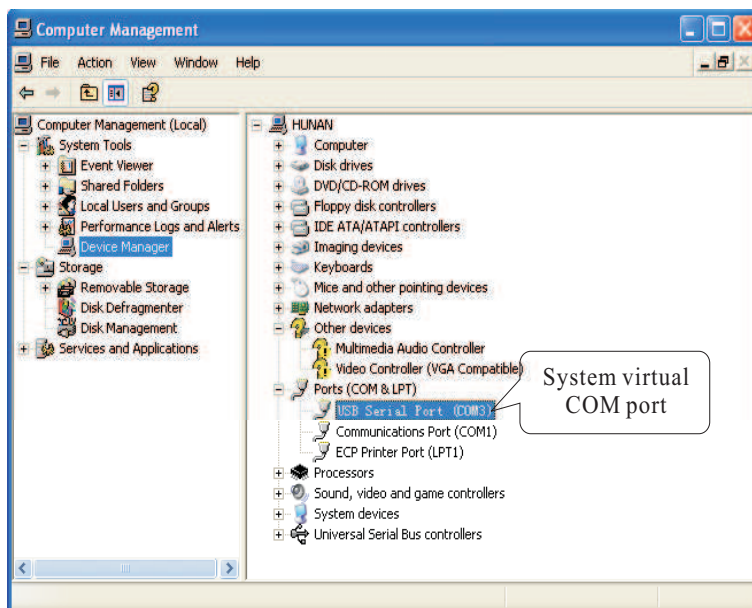 Computer Management
File Action View Window Help
Computer Management (Local)
System Tools
Event Viewer
Shared Folders
Local Users and Groups
Performance Logs and Alerts
Device Manager
Storage
Removable Storage
Disk Defragmenter
Disk Management
Services and Applications
HUNAN
Computer
Disk drives
DVD/CD-ROM drives
Floppy disk controllers
IDE ATA/ATAPI controllers
Imaging devices
Keyboards
Mice and other pointing devices
Network adapters
Other devices
Multimedia Audio Controller
Video Controller (VGA Compatible)
Ports (COM & LPT)
USB Serial Port (COM3)
Communications Port (COM1)
ECP Printer Port (LPT1)
Processors
Sound, video and game controllers
System devices
Universal Serial Bus controllers
System virtual
COM port